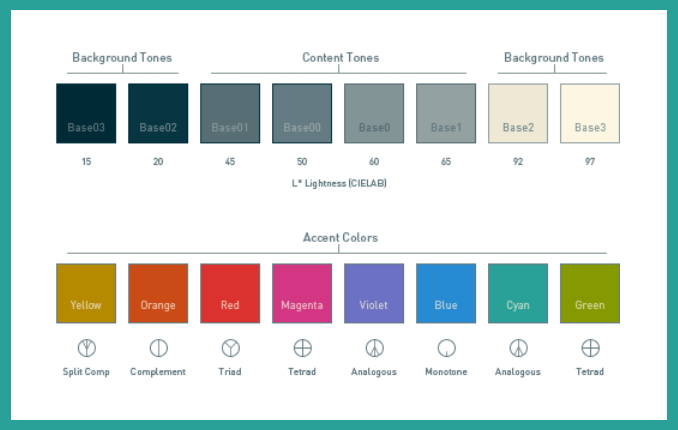 Background Tones Content Tones Background Tones
Base03 Base02 Base01 Base00 Base0 Base1 Base2 Base3
15 20 45 50 60 65 92 97
L* Lightness (CIELAB)
Accent Colors
Yellow Orange Red Magenta Violet Blue Cyan Green
Split Comp Complement Triad Tetrad Analogous Monotone Analogous Tetrad